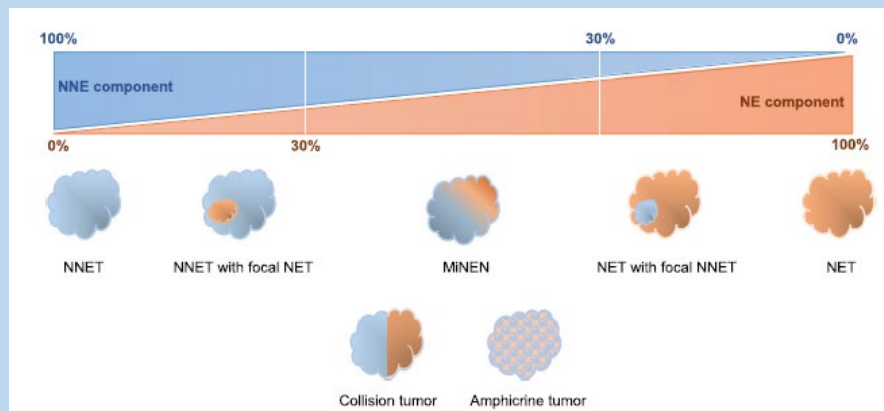 100%
30%
0%
NNE component
NE component
0%
30%
100%
NNET
NNET with focal NET
MiNEN
NET with focal NNET
NET
Collision tumor
Amphicrine tumor